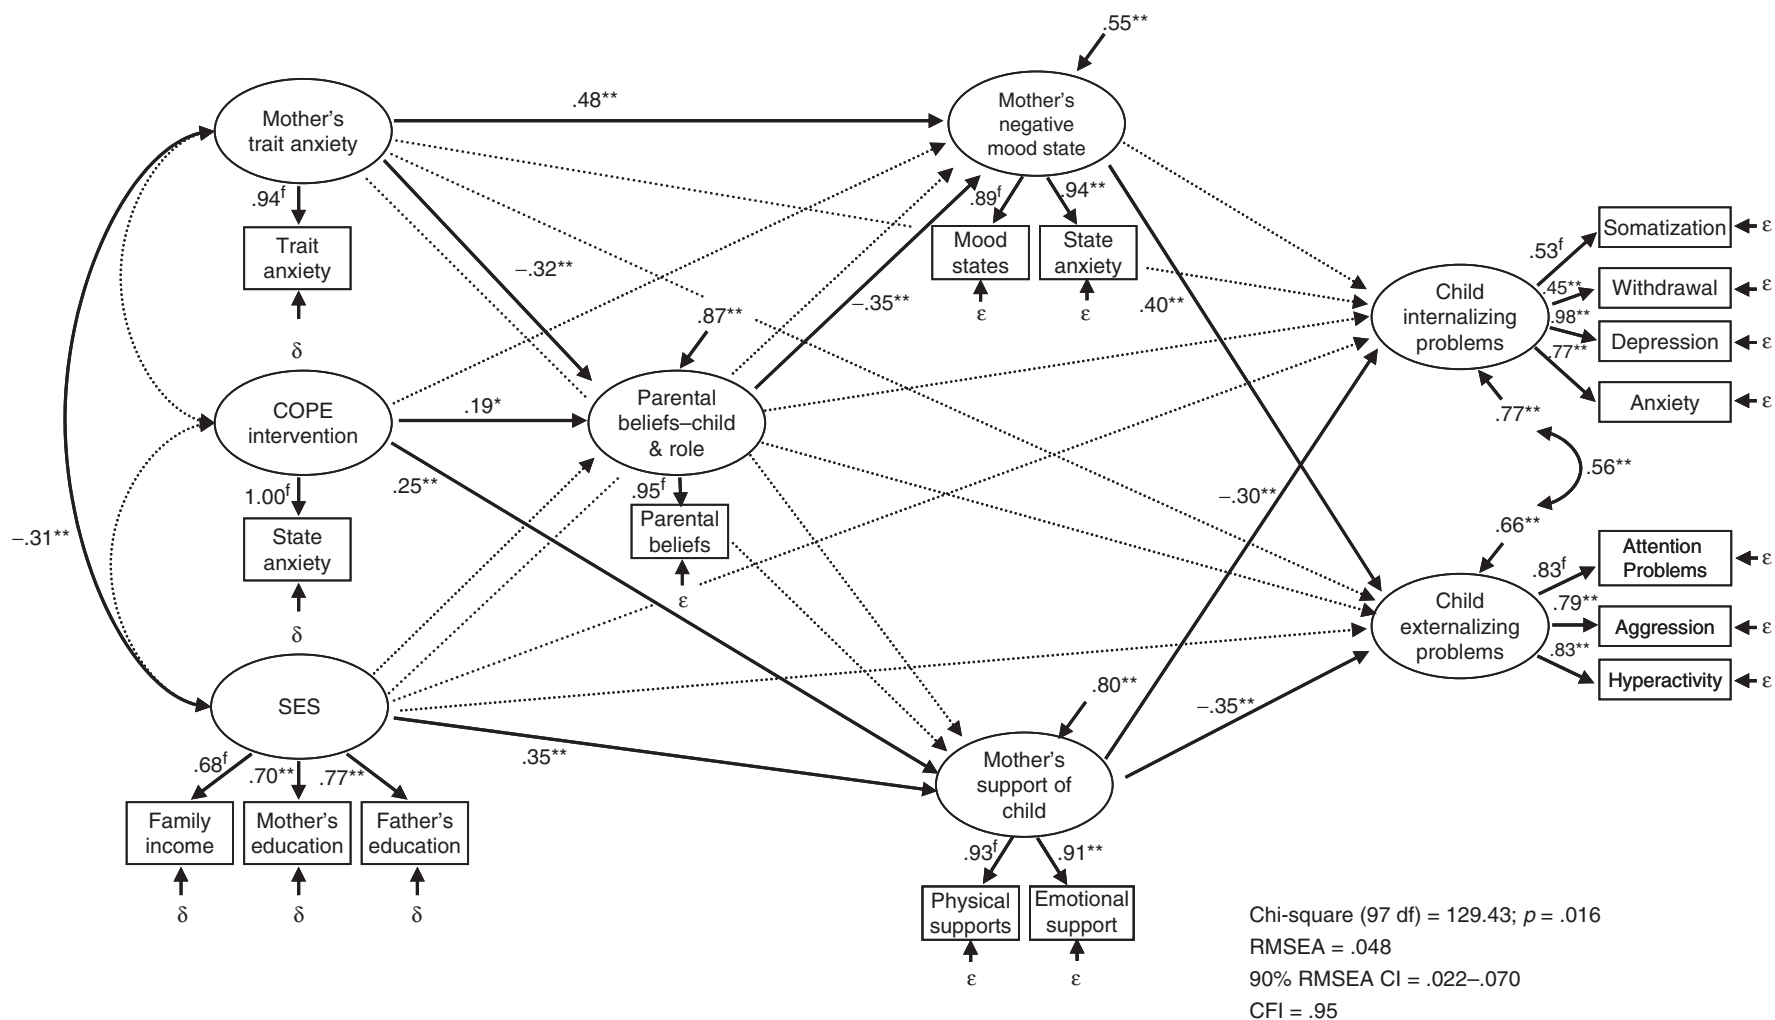 .55**
Mother’s
trait anxiety
.48**
Mother’s
negative
mood state
.94f
.89f
.94**
Trait
anxiety
δ
–.32**
Mood
states
State
anxiety
ε
ε
–.35**
.40**
.87**
Child
internalizing
problems
.53f
.45**
.98**
.77**
Somatization
ε
Withdrawal
ε
Depression
ε
Anxiety
ε
.77**
.56**
.66**
COPE
intervention
.19*
Parental
beliefs–child
& role
.25**
1.00f
State
anxiety
δ
.95f
Parental
beliefs
ε
–.31**
–.30**
Child
externalizing
problems
.83f
.79**
.83**
Attention
Problems
ε
Aggression
ε
Hyperactivity
ε
SES
.35**
.80**
–.35**
Mother’s
support of
child
.68f
.70**
.77**
Family
income
Mother’s
education
Father’s
education
δ
δ
δ
.93f
.91**
Physical
supports
Emotional
support
ε
ε
Chi-square (97 df) = 129.43; p = .016
RMSEA = .048
90% RMSEA CI = .022–.070
CFI = .95